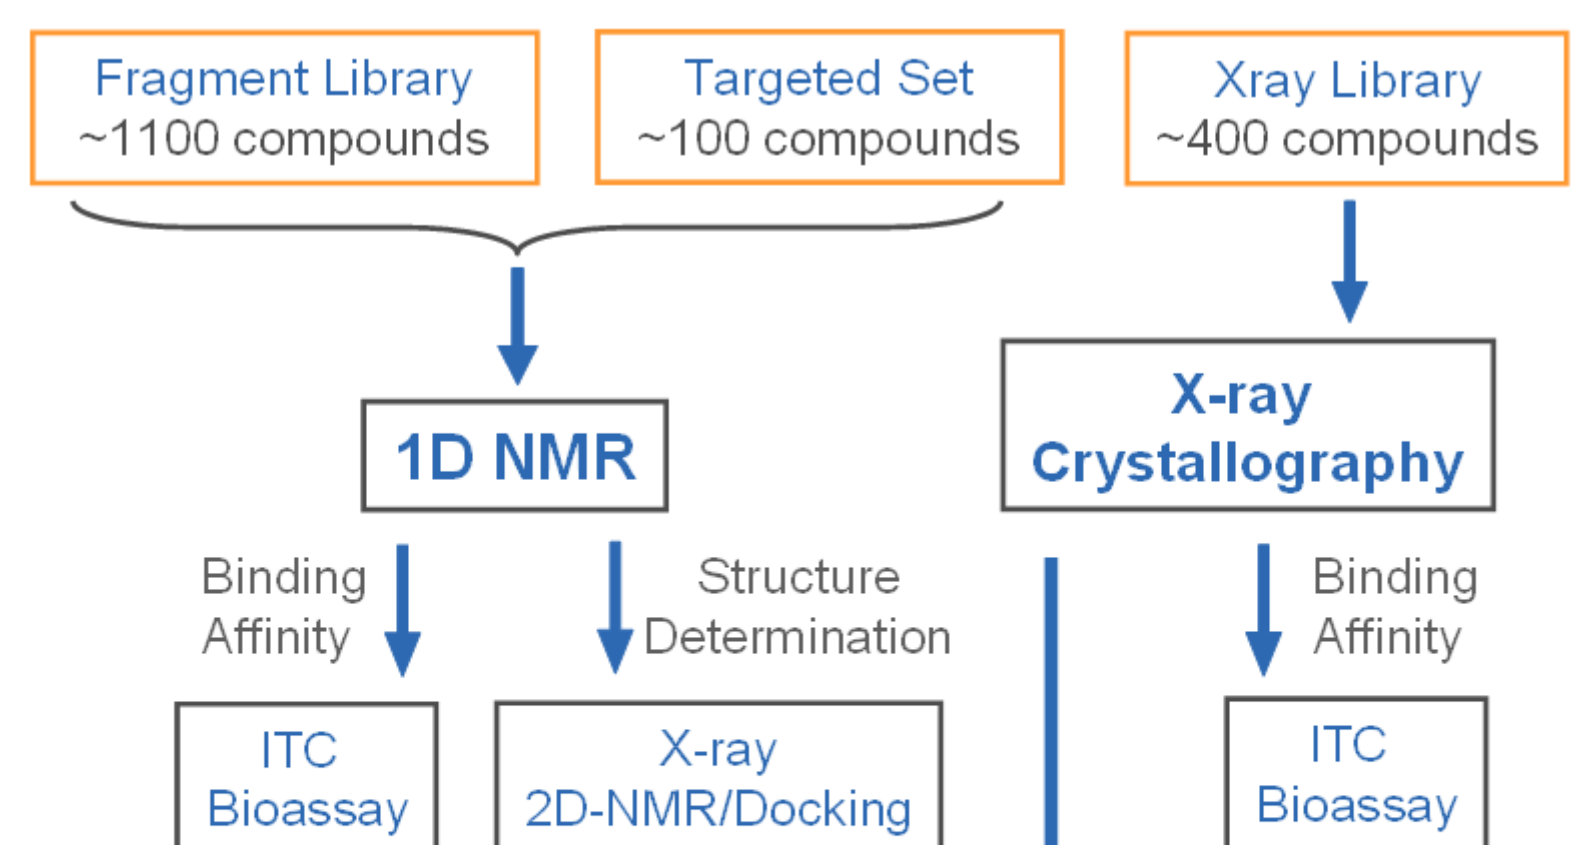 Fragment Library
~1100 compounds
Targeted Set
~100 compounds
Xray Library
~400 compounds
1D NMR
X-ray
Crystallography
Binding
Affinity
Structure
Determination
Binding
Affinity
ITC
Bioassay
X-ray
2D-NMR/Docking
ITC
Bioassay